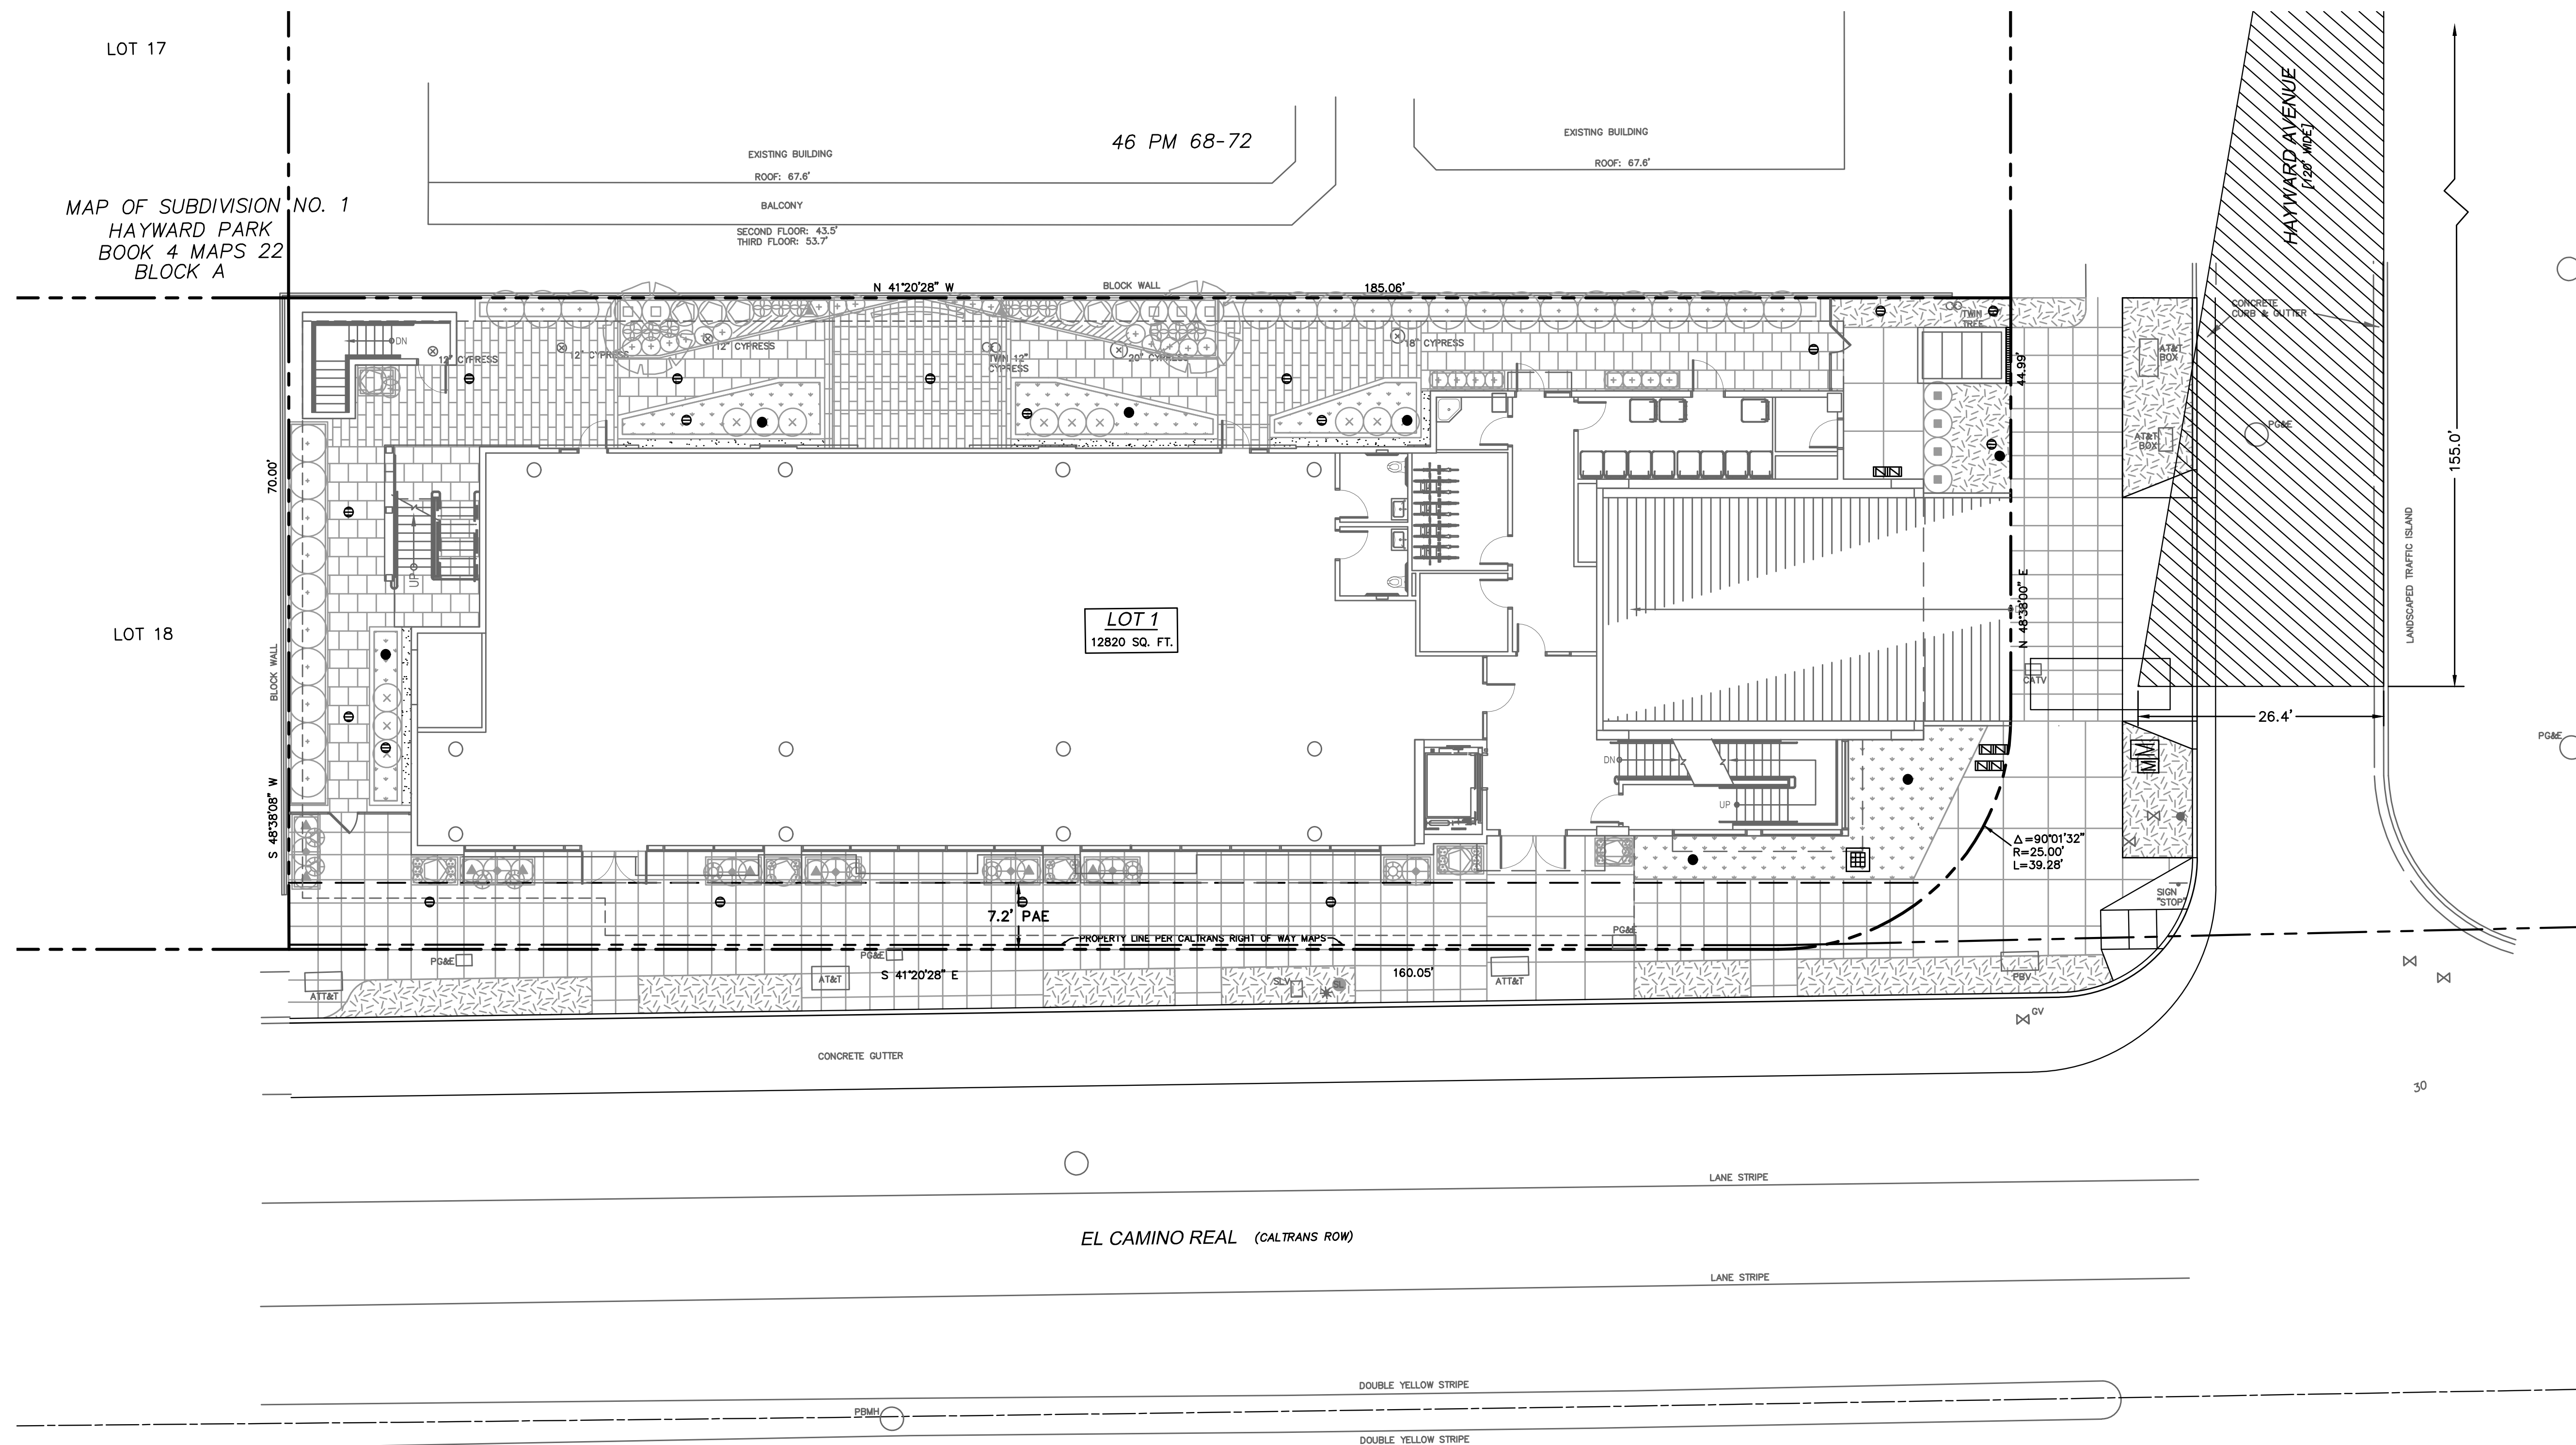 LOT 17
HAYWARD AVENUE
[120' WIDE]
EXISTING BUILDING
46 PM 68-72
EXISTING BUILDING
ROOF: 67.6'
ROOF: 67.6'
BALCONY
SECOND FLOOR: 43.5'
THIRD FLOOR: 53.7'
MAP OF SUBDIVISION NO. 1
HAYWARD PARK
BOOK 4 MAPS 22
BLOCK A
N 41°20'28" W
BLOCK WALL
185.06'
CONCRETE
CURB & GUTTER
TWIN
TREE
DN
12" CYPRESS
12" CYPRESS
12" CYPRESS
TWIN 12"
CYPRESS
20" CYPRESS
18" CYPRESS
AT&T
BOX
44.99'
AT&T
BOX
PG&E
155.0'
70.00'
UP
LANDSCAPED TRAFFIC ISLAND
LOT 1
12820 SQ. FT.
LOT 18
BLOCK WALL
N 48°38'00" E
CATV
26.4'
PG&E
DN
UP
S 48°38'08" W
Δ=90°01'32"
R=25.00'
L=39.28'
SIGN
"STOP"
7.2' PAE
PROPERTY LINE PER CALTRANS RIGHT OF WAY MAPS
PG&E
PG&E
PG&E
ATT&T
AT&T
S 41°20'28" E
SLV
SL
160.05'
ATT&T
PBV
GV
CONCRETE GUTTER
30
LANE STRIPE
EL CAMINO REAL (CALTRANS ROW)
LANE STRIPE
DOUBLE YELLOW STRIPE
PBMH
DOUBLE YELLOW STRIPE